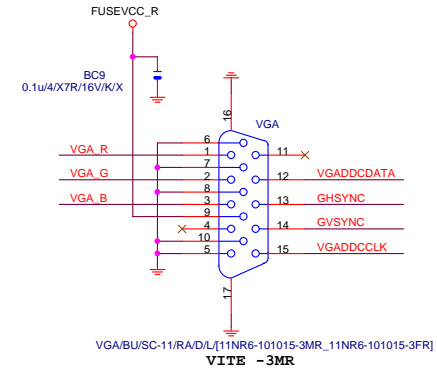 FUSEVCC_R
BC9
0.1u/4/X7R/16V/K/X
16
VGA
6
VGA_R
1
11
7
VGA_G
2
12
VGADDCDATA
8
VGA_B
3
13
GHSYNC
9
4
14
GVSYNC
10
5
15
VGADDCCLK
17
VGA/BU/SC-11/RA/D/L/[11NR6-101015-3MR_11NR6-101015-3FR]
VITE -3MR